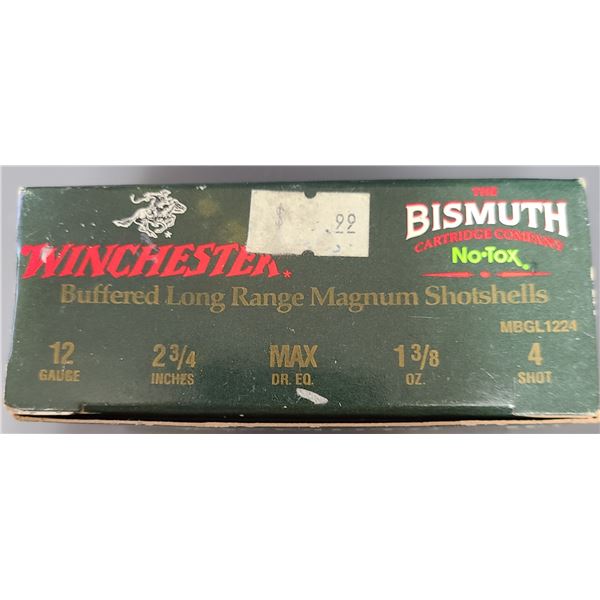 $ .99
THE
BISMUTH
CARTRIDGE COMPANY
No-Tox®
WINCHESTER®
Buffered Long Range Magnum Shotshells
MBGL1224
12 2 3/4 MAX 1 3/8 4
GAUGE INCHES DR. EQ. OZ. SHOT